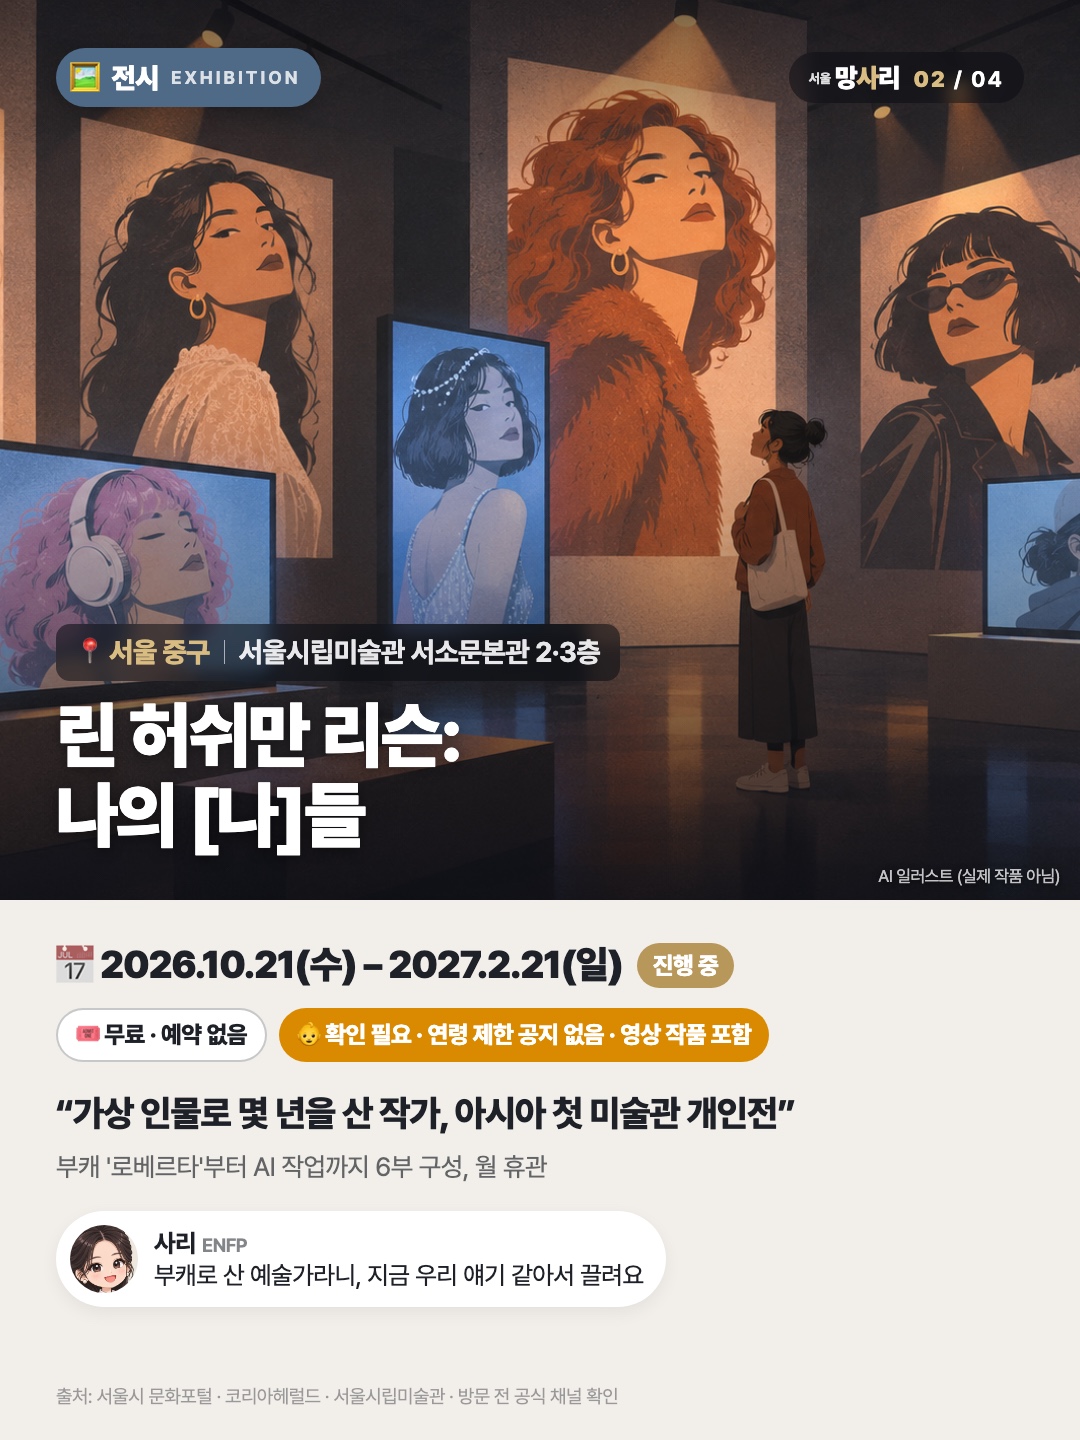 전시 EXHIBITION
서울 망사리 02 / 04
서울 중구 | 서울시립미술관 서소문본관 2·3층
린 허쉬만 리슨:
나의 [나]들
AI 일러스트 (실제 작품 아님)
JUL 17 2026.10.21(수) – 2027.2.21(일) 진행 중
무료 · 예약 없음
확인 필요 · 연령 제한 공지 없음 · 영상 작품 포함
“가상 인물로 몇 년을 산 작가, 아시아 첫 미술관 개인전”
부캐 '로베르타'부터 AI 작업까지 6부 구성, 월 휴관
사리 ENFP
부캐로 산 예술가라니, 지금 우리 얘기 같아서 끌려요
출처: 서울시 문화포털 · 코리아헤럴드 · 서울시립미술관 · 방문 전 공식 채널 확인